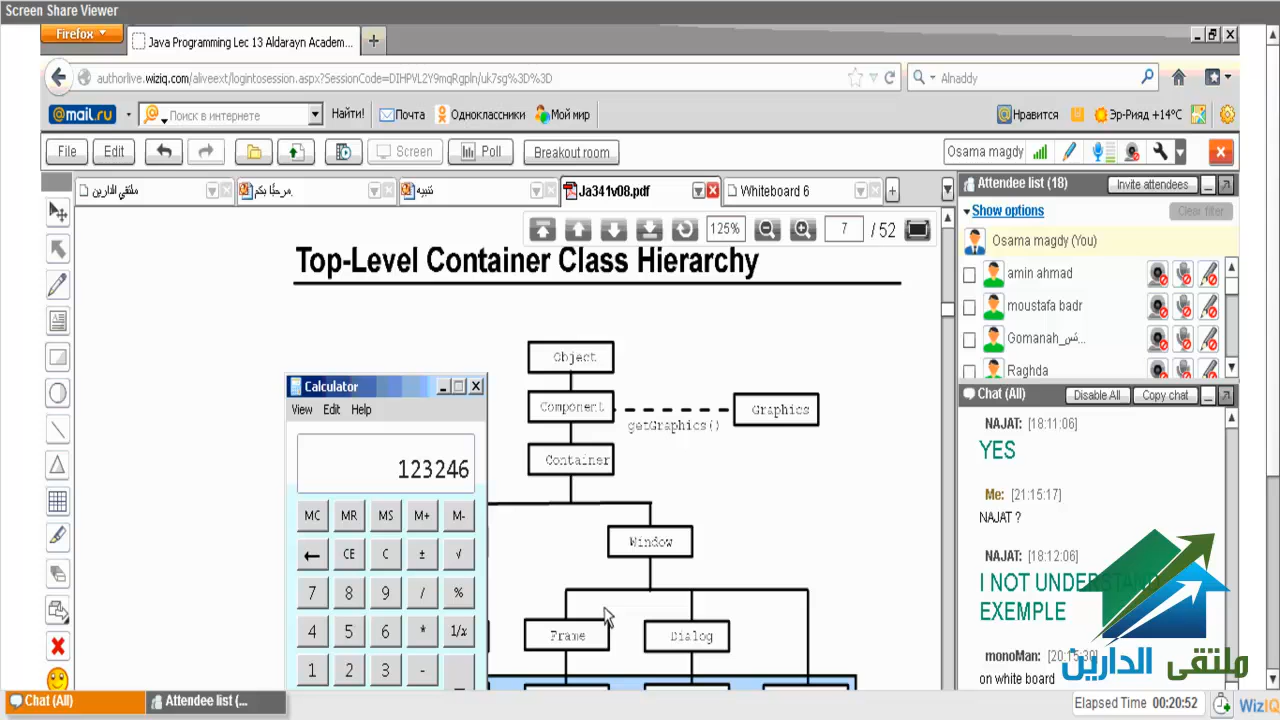 Screen Share Viewer
Firefox
Java Programming Lec 13 Aldarayn Academ...
authorlive.wiziq.com/aliveext/logintosession.aspx?SessionCode=DIHPVL2Y9mqRgpln/uk7sg%3D%3D
Alnaddy
@mail.ru
Поиск в интернете
Найти!
Почта
Одноклассники
Мой мир
Нравится
Эр-Рияд +14°C
File
Edit
Screen
Poll
Breakout room
Osama magdy
ملتقي الدارين
مرحبًا بكم.
تنبيه
Ja341v08.pdf
Whiteboard 6
125%
7
/ 52
Top-Level Container Class Hierarchy
Object
Component
getGraphics()
Graphics
Container
Window
Frame
Dialog
Calculator
View Edit Help
123246
MC MR MS M+ M-
← CE C ± √
7 8 9 / %
4 5 6 * 1/x
1 2 3 -
Attendee list (18)
Invite attendees
Show options
Clear filter
Osama magdy (You)
amin ahmad
moustafa badr
Raghda
Chat (All)
Disable All
Copy chat
NAJAT: [18:11:06]
YES
Me: [21:15:17]
NAJAT ?
NAJAT: [18:12:06]
I NOT UNDERSTAND
EXEMPLE
monoMan: [20:15:39]
on white board
ملتقى الدارين
Chat (All)
Attendee list (...
Elapsed Time 00:20:52
WizIQ